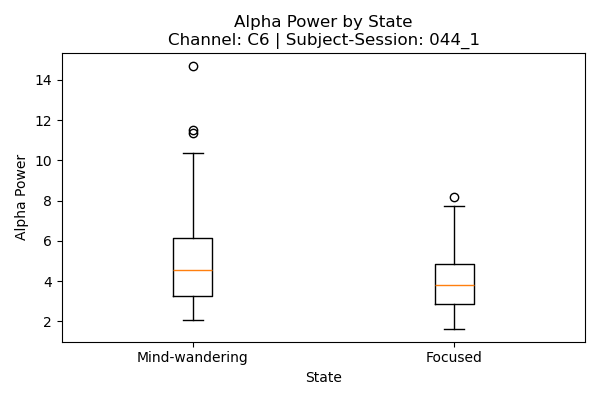 Alpha Power by State
Channel: C6 | Subject-Session: 044_1
Alpha Power
14
12
10
8
6
4
2
Mind-wandering
Focused
State